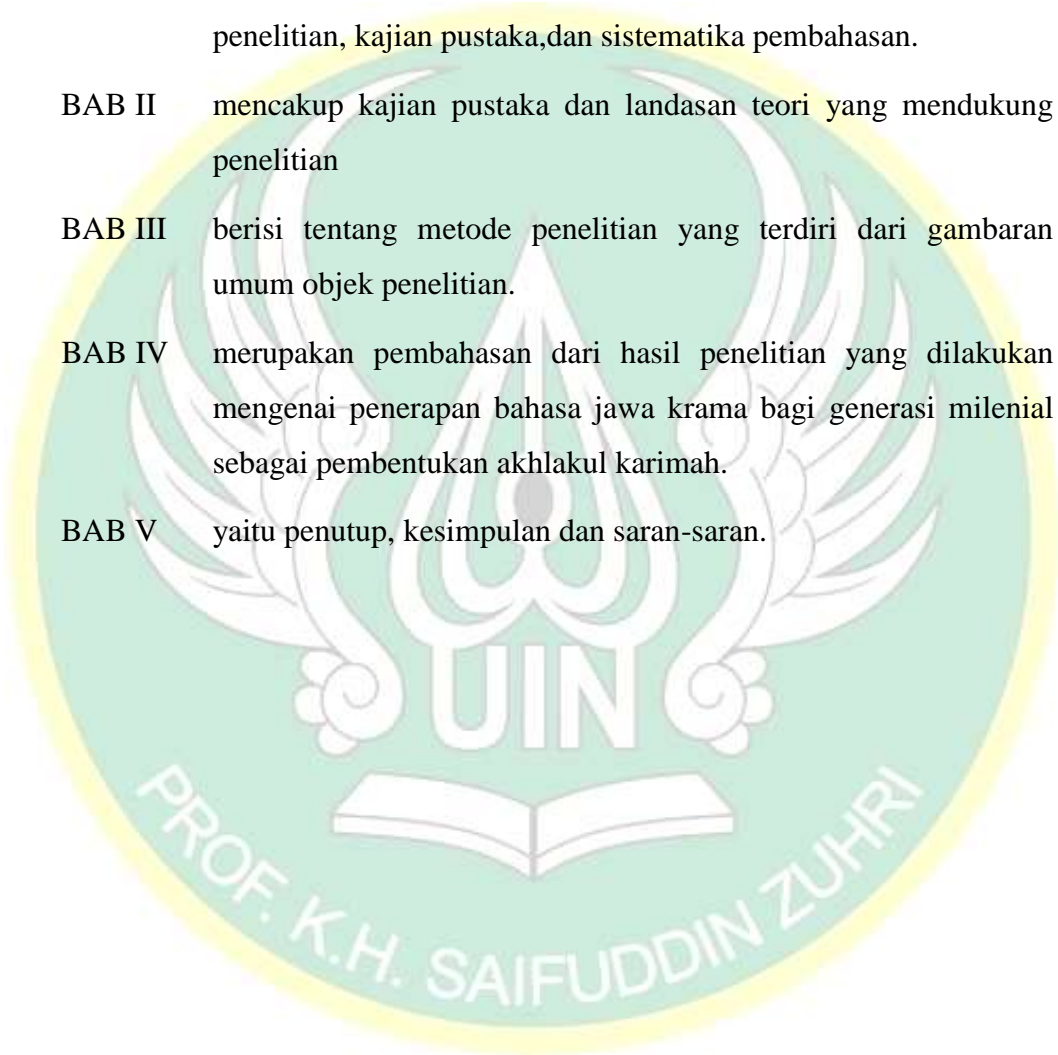 penelitian, kajian pustaka,dan sistematika pembahasan.
BAB II mencakup kajian pustaka dan landasan teori yang mendukung
penelitian
BAB III berisi tentang metode penelitian yang terdiri dari gambaran
umum objek penelitian.
BAB IV merupakan pembahasan dari hasil penelitian yang dilakukan
mengenai penerapan bahasa jawa krama bagi generasi milenial
sebagai pembentukan akhlakul karimah.
BAB V yaitu penutup, kesimpulan dan saran-saran.
UIN
PROF. K.H. SAIFUDDIN ZUHRI